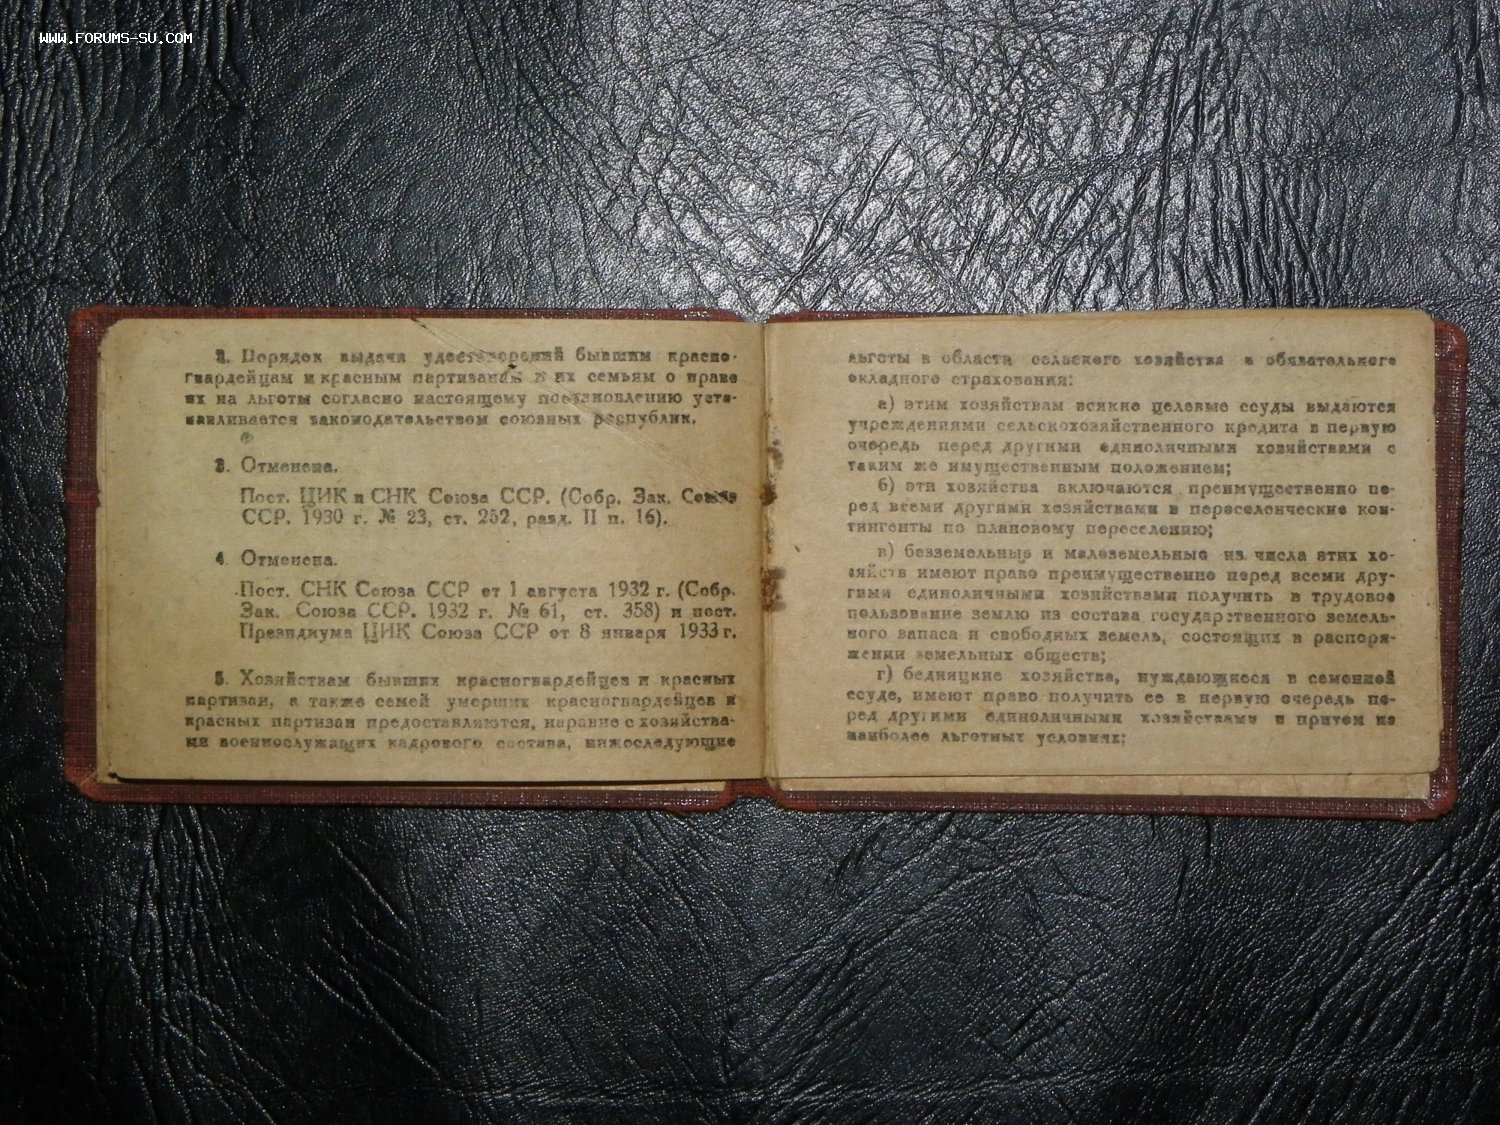 WWW.FORUMS-SU.COM
2. Порядок выдачи удостоверений бывшим красно-
гвардейцам и красным партизанам и их семьям о праве
их на льготы согласно настоящему постановлению уста-
навливается законодательством союзных республик.
3. Отменена.
Пост. ЦИК и СНК Союза ССР. (Собр. Зак. Союза
ССР. 1930 г. № 23, ст. 252, разд. II п. 16).
4. Отменена.
Пост. СНК Союза ССР от 1 августа 1932 г. (Собр.
Зак. Союза ССР. 1932 г. № 61, ст. 358) и пост.
Президиума ЦИК Союза ССР от 8 января 1933 г.
5. Хозяйствам бывших красногвардейцев и красных
партизан, а также семей умерших красногвардейцев и
красных партизан предоставляются, наравне с хозяйства-
ми военнослужащих кадрового состава, нижеследующие
льготы в области сельского хозяйства и обязательного
окладного страхования:
а) этим хозяйствам всякие целевые ссуды выдаются
учреждениями сельскохозяйственного кредита в первую
очередь перед другими единоличными хозяйствами с
таким же имущественным положением;
б) эти хозяйства включаются преимущественно пе-
ред всеми другими хозяйствами в переселенческие кон-
тингенты по плановому переселению;
в) безземельные и малоземельные из числа этих хо-
зяйств имеют право преимущественно перед всеми дру-
гими единоличными хозяйствами получить в трудовое
пользование землю из состава государственного земель-
ного запаса и свободных земель, состоящих в распоря-
жении земельных обществ;
г) бедняцкие хозяйства, нуждающиеся в семенной
ссуде, имеют право получить ее в первую очередь пе-
ред другими единоличными хозяйствами и притом на
наиболее льготных условиях;